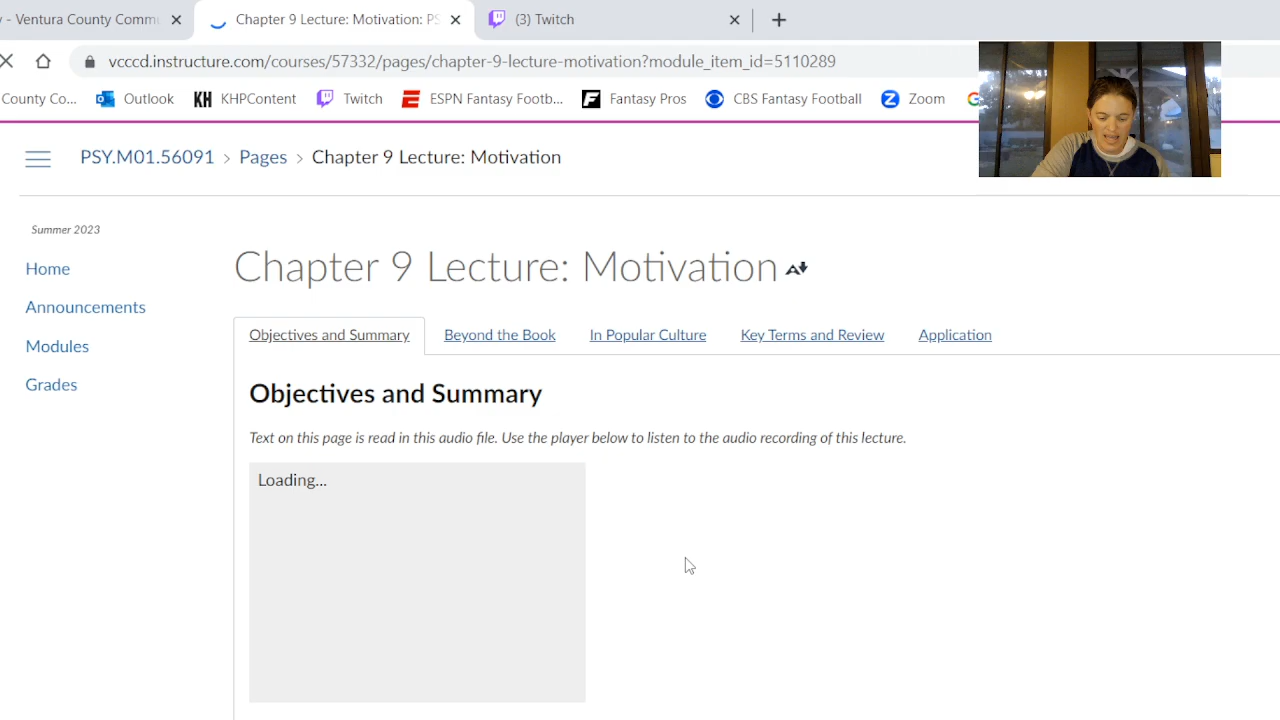 y - Ventura County Commu
Chapter 9 Lecture: Motivation: PS
(3) Twitch
vcccd.instructure.com/courses/57332/pages/chapter-9-lecture-motivation?module_item_id=5110289
County Co...
Outlook
KH KHPContent
Twitch
ESPN Fantasy Footb...
Fantasy Pros
CBS Fantasy Football
Zoom
PSY.M01.56091 > Pages > Chapter 9 Lecture: Motivation
Summer 2023
Home
Announcements
Modules
Grades
Chapter 9 Lecture: Motivation
Objectives and Summary
Beyond the Book
In Popular Culture
Key Terms and Review
Application
Objectives and Summary
Text on this page is read in this audio file. Use the player below to listen to the audio recording of this lecture.
Loading...